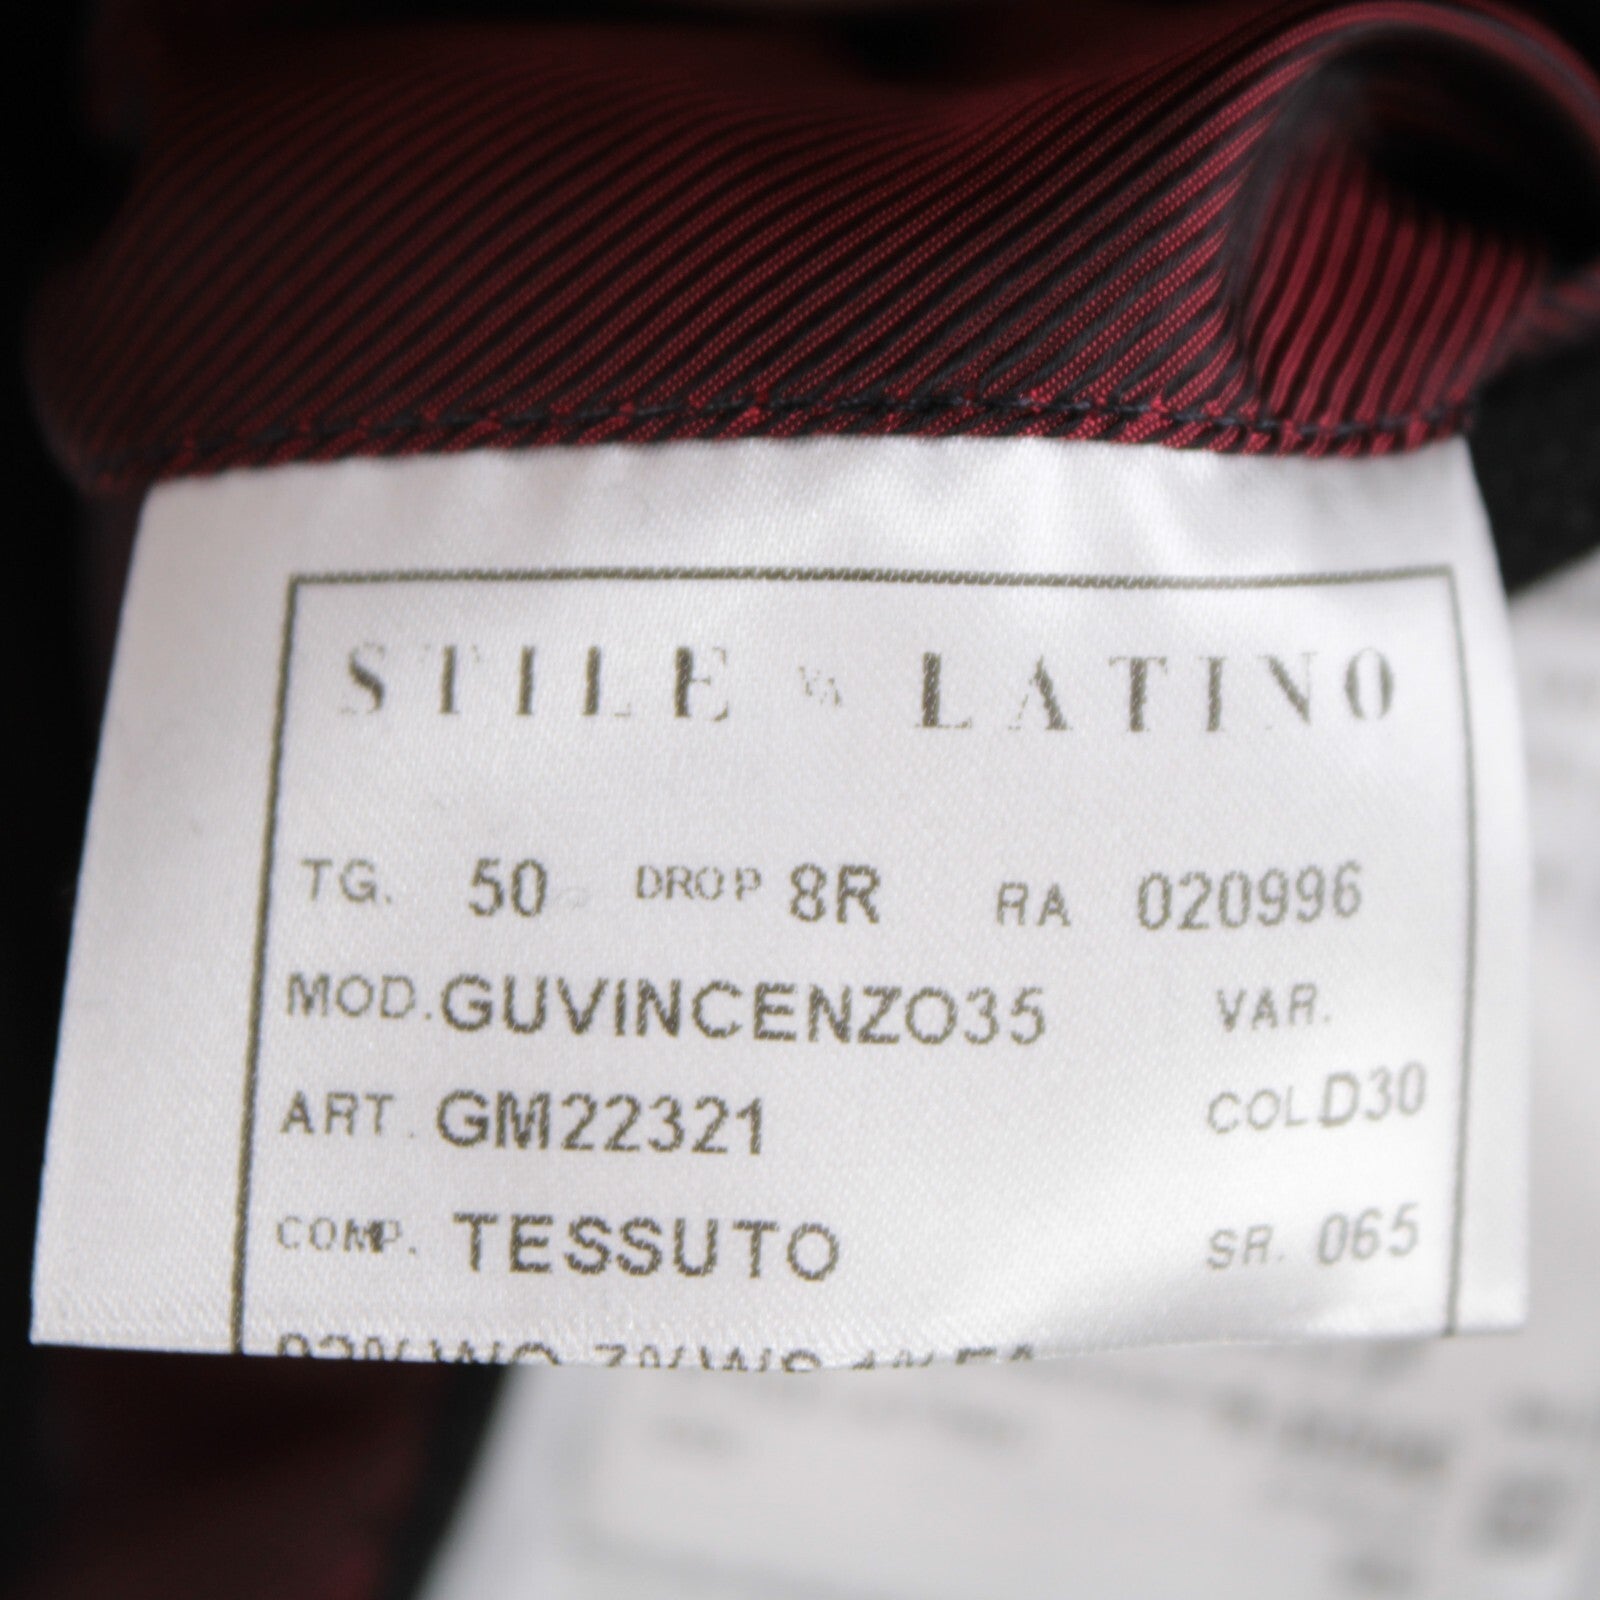 STILE LATINO
TG. 50 DROP 8R RA 020996
MOD. GUVINCENZO35 VAR.
ART. GM22321 COL D30
COMP. TESSUTO SR. 065